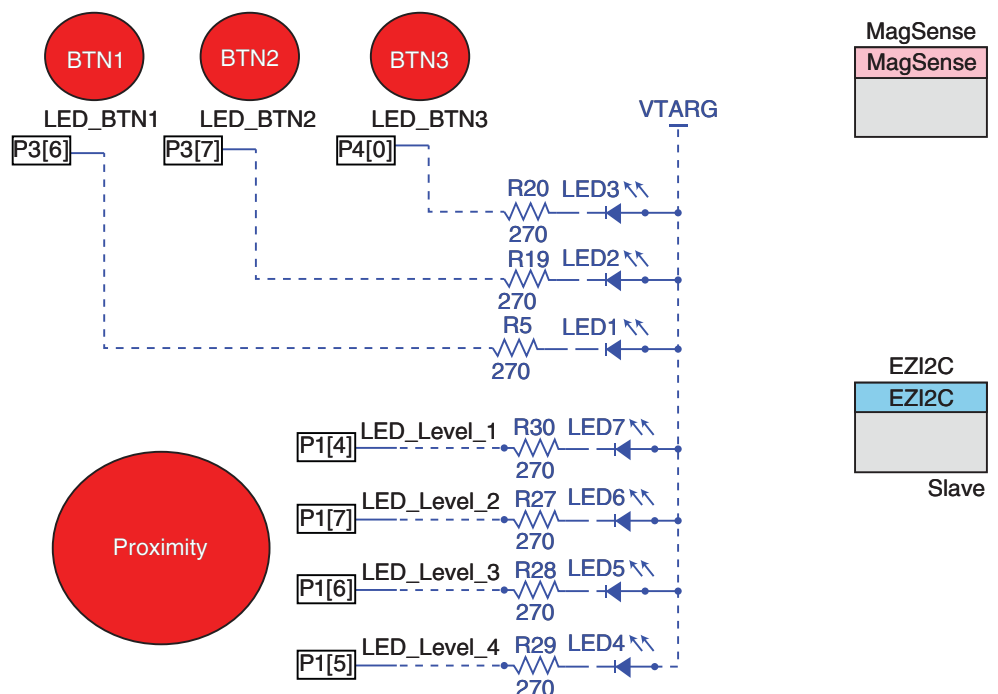 BTN1
BTN2
BTN3
MagSense
MagSense
LED_BTN1
LED_BTN2
LED_BTN3
VTARG
P3[6]
P3[7]
P4[0]
R20
LED3
270
R19
LED2
270
R5
LED1
270
EZI2C
EZI2C
Slave
Proximity
P1[4]
LED_Level_1
R30
LED7
270
P1[7]
LED_Level_2
R27
LED6
270
P1[6]
LED_Level_3
R28
LED5
270
P1[5]
LED_Level_4
R29
LED4
270